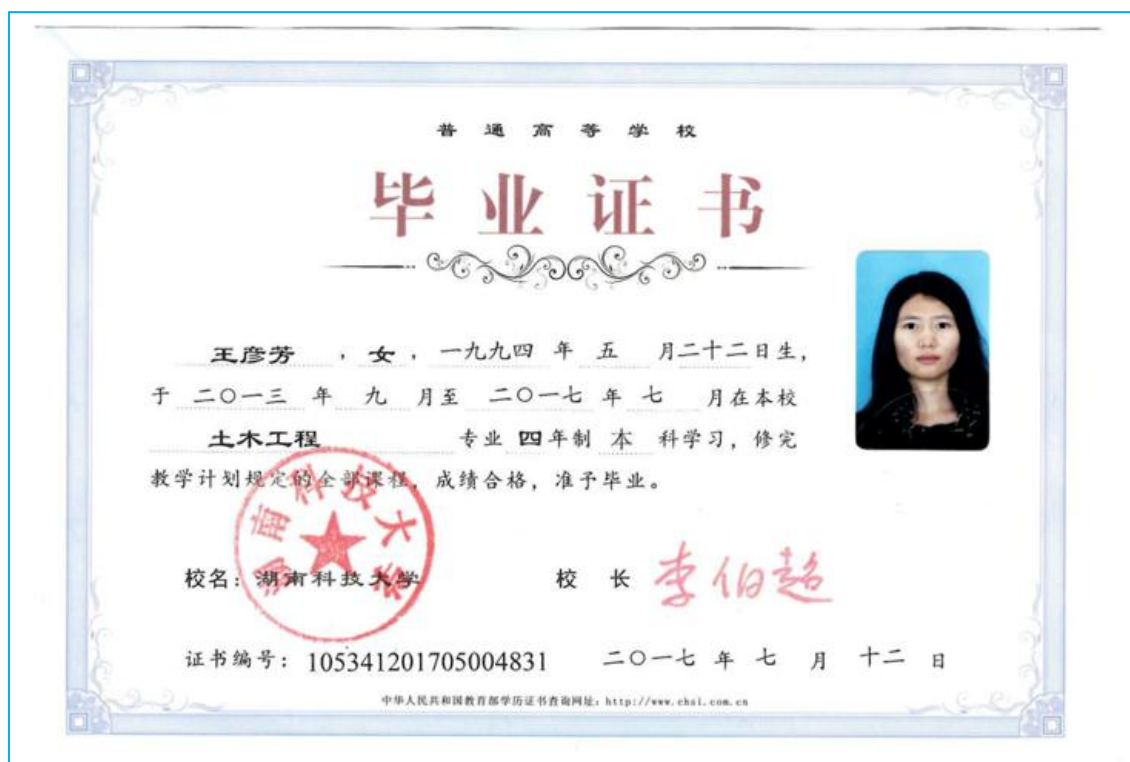 普通高等学校
毕业证书
王彦芳，女，一九九四年五月二十二日生，
于二〇一三年九月至二〇一七年七月在本校
土木工程专业四年制本科学习，修完
教学计划规定的全部课程，成绩合格，准予毕业。
湖南科技大学
校名：湖南科技大学 校长 李伯超
证书编号：105341201705004831 二〇一七年七月十二日
中华人民共和国教育部学历证书查询网址：http://www.chsi.com.cn